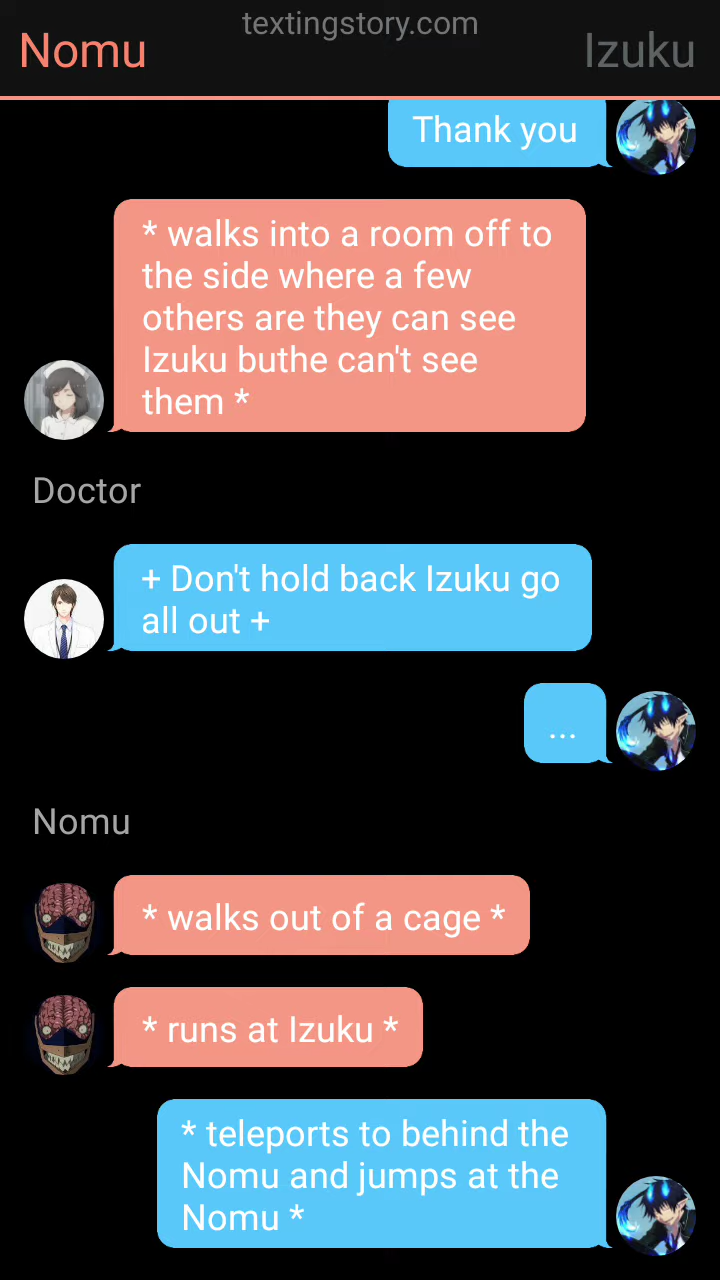 textingstory.com
Nomu
Izuku
Thank you
* walks into a room off to
the side where a few
others are they can see
Izuku buthe can't see
them *
Doctor
+ Don't hold back Izuku go
all out +
...
Nomu
* walks out of a cage *
* runs at Izuku *
* teleports to behind the
Nomu and jumps at the
Nomu *